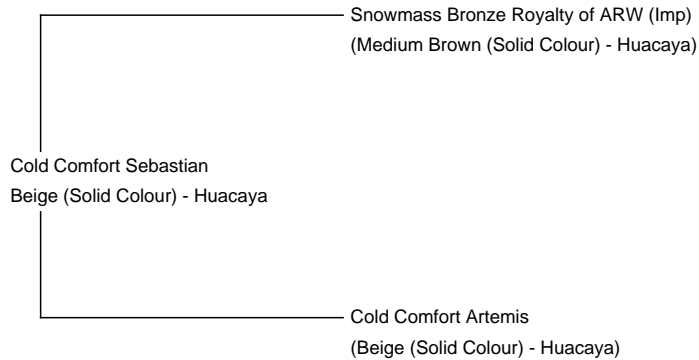 Snowmass Bronze Royalty of ARW (Imp)
(Medium Brown (Solid Colour) - Huacaya)
Cold Comfort Sebastian
Beige (Solid Colour) - Huacaya
Cold Comfort Artemis
(Beige (Solid Colour) - Huacaya)